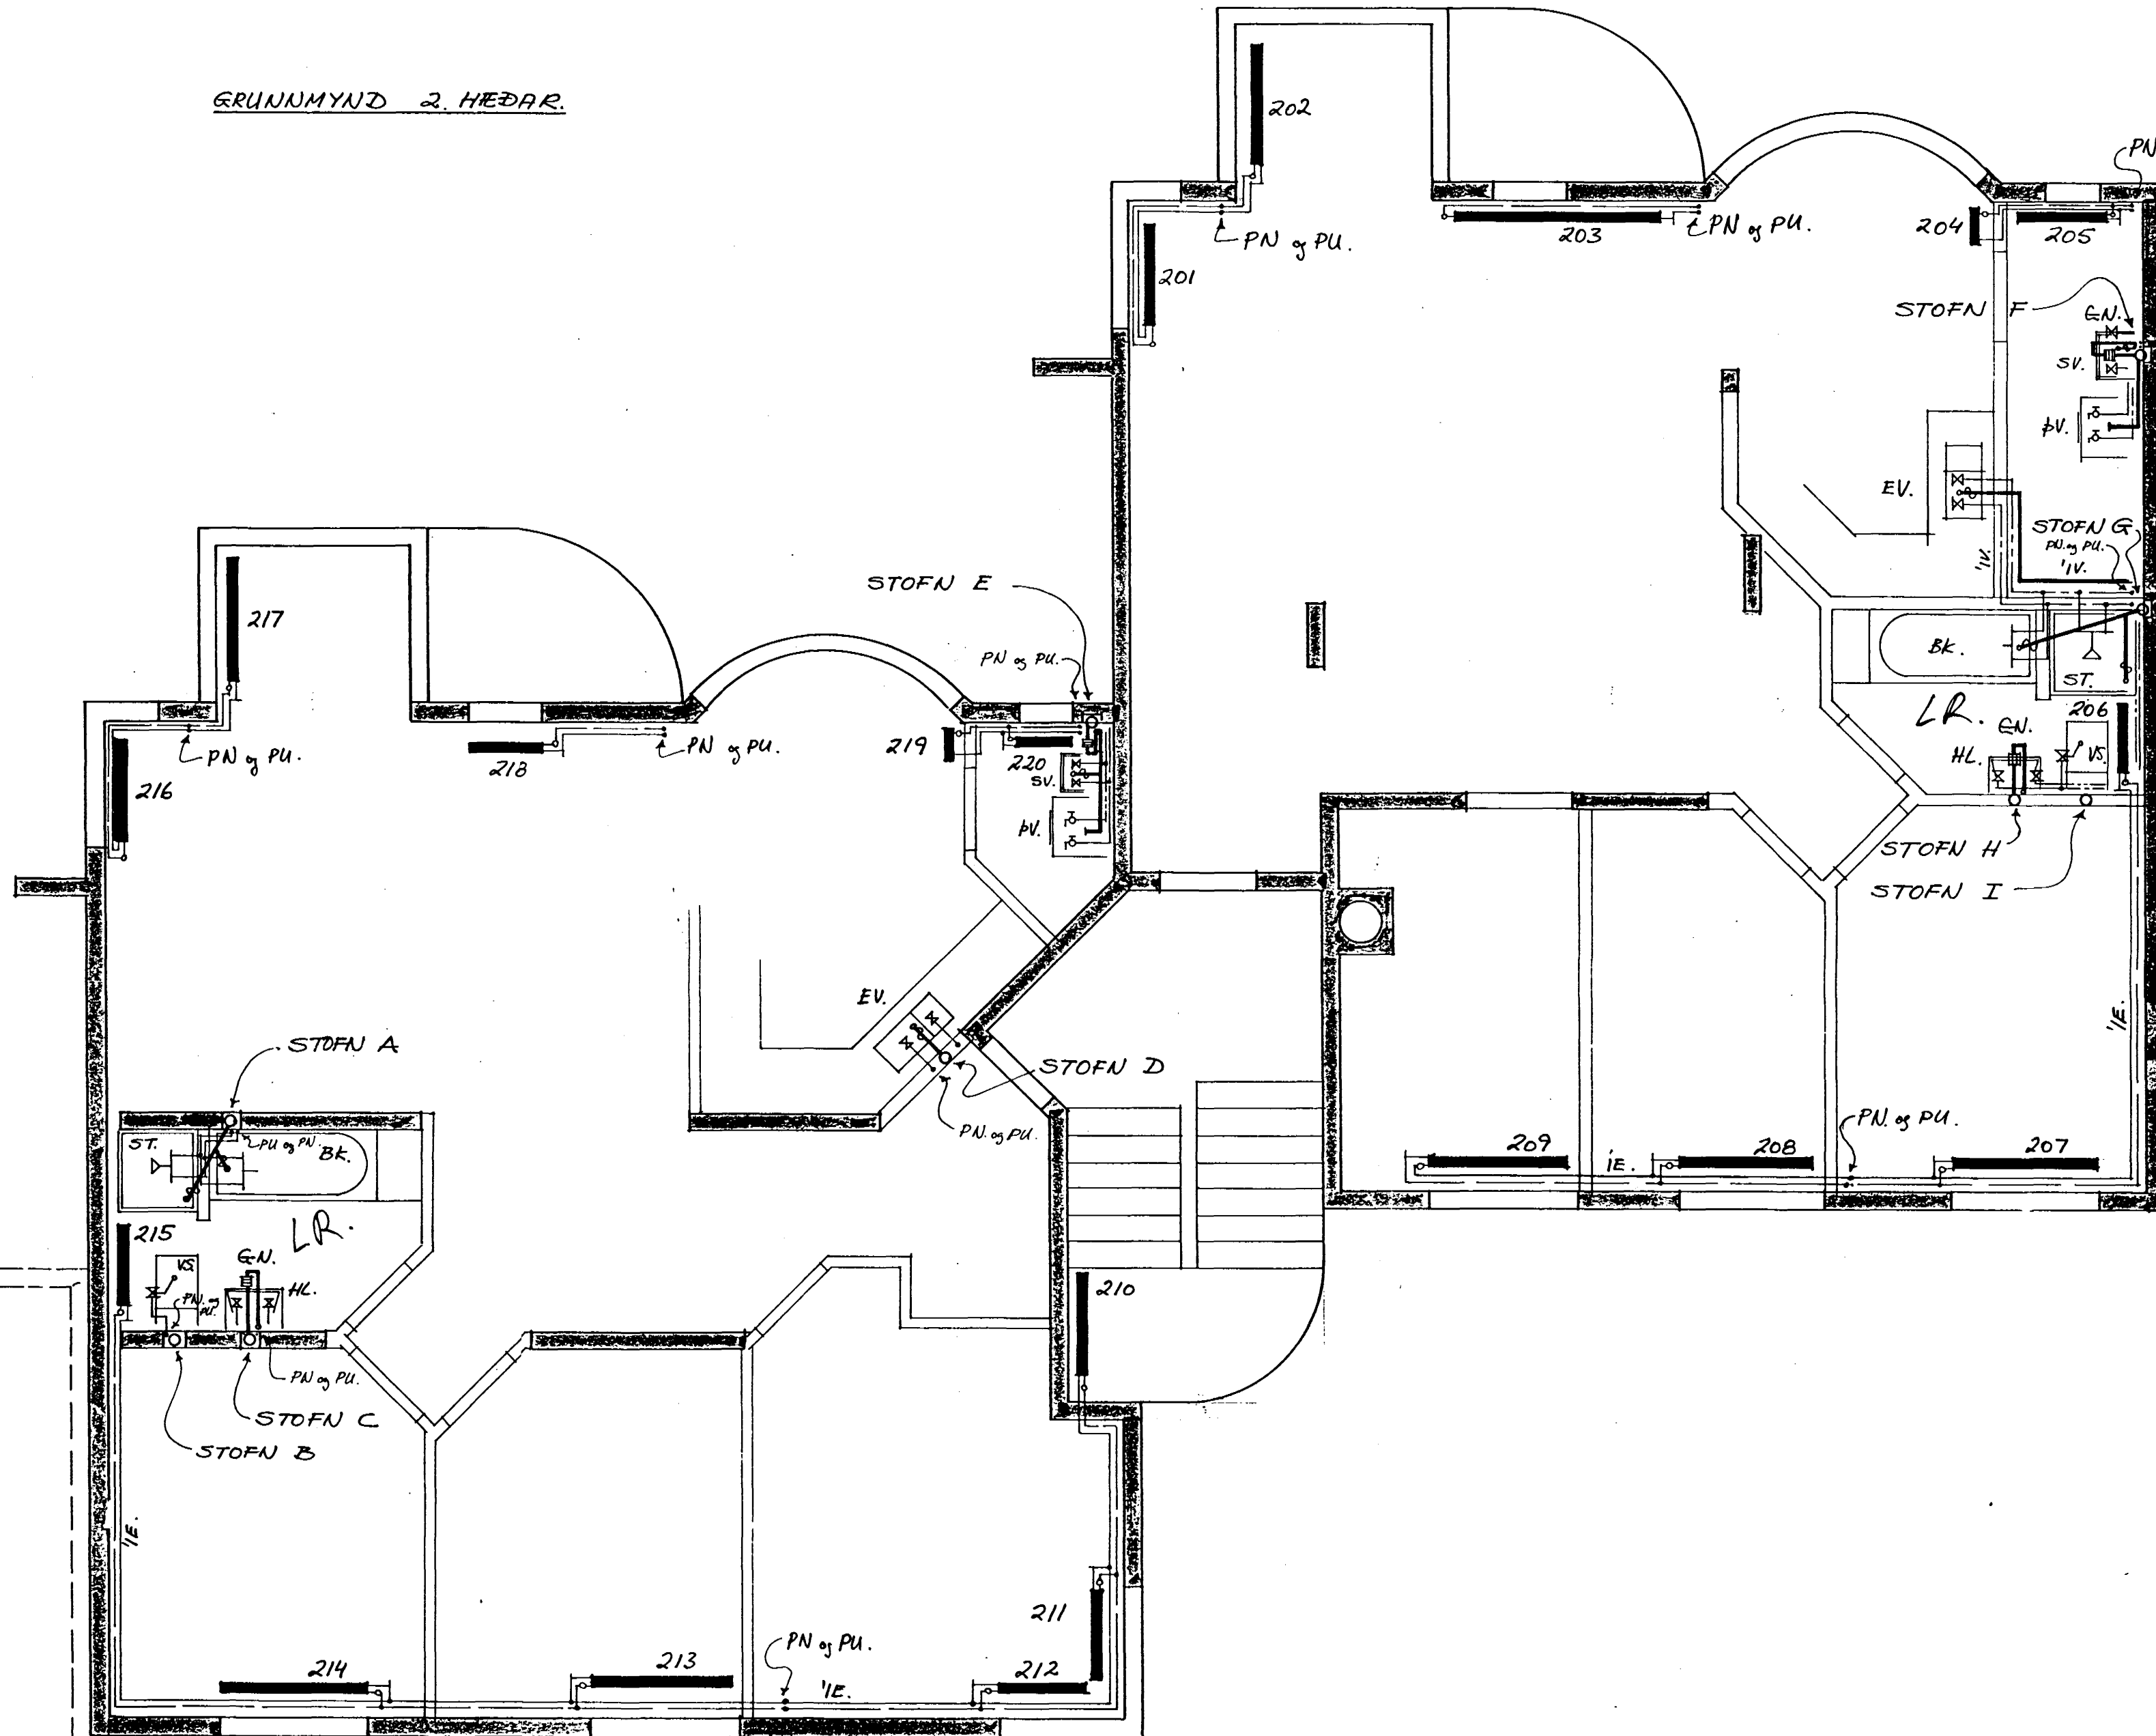 GRUNNMYND 2. HÆÐAR.
202
PN
PN og PU.
203
PN og PU.
204
205
201
STOFN F
GN.
SV.
ÞV.
EV.
STOFN G
PN. og PU.
'IV.
'IV.
217
STOFN E
PN og PU.
BK.
ST.
LR.
206
GN.
HL.
VS.
PN og PU.
218
PN og PU.
219
220
SV.
216
ÞV.
STOFN H
STOFN I
EV.
'IE.
STOFN A
STOFN D
PN. og PU.
PN. og PU.
ST.
PU og PN.
BK.
209
IE.
208
207
215
LR.
VS.
GN.
HL.
PN. og PU.
210
PN og PU.
STOFN C
STOFN B
'IE.
211
PN og PU.
214
213
'IE.
212